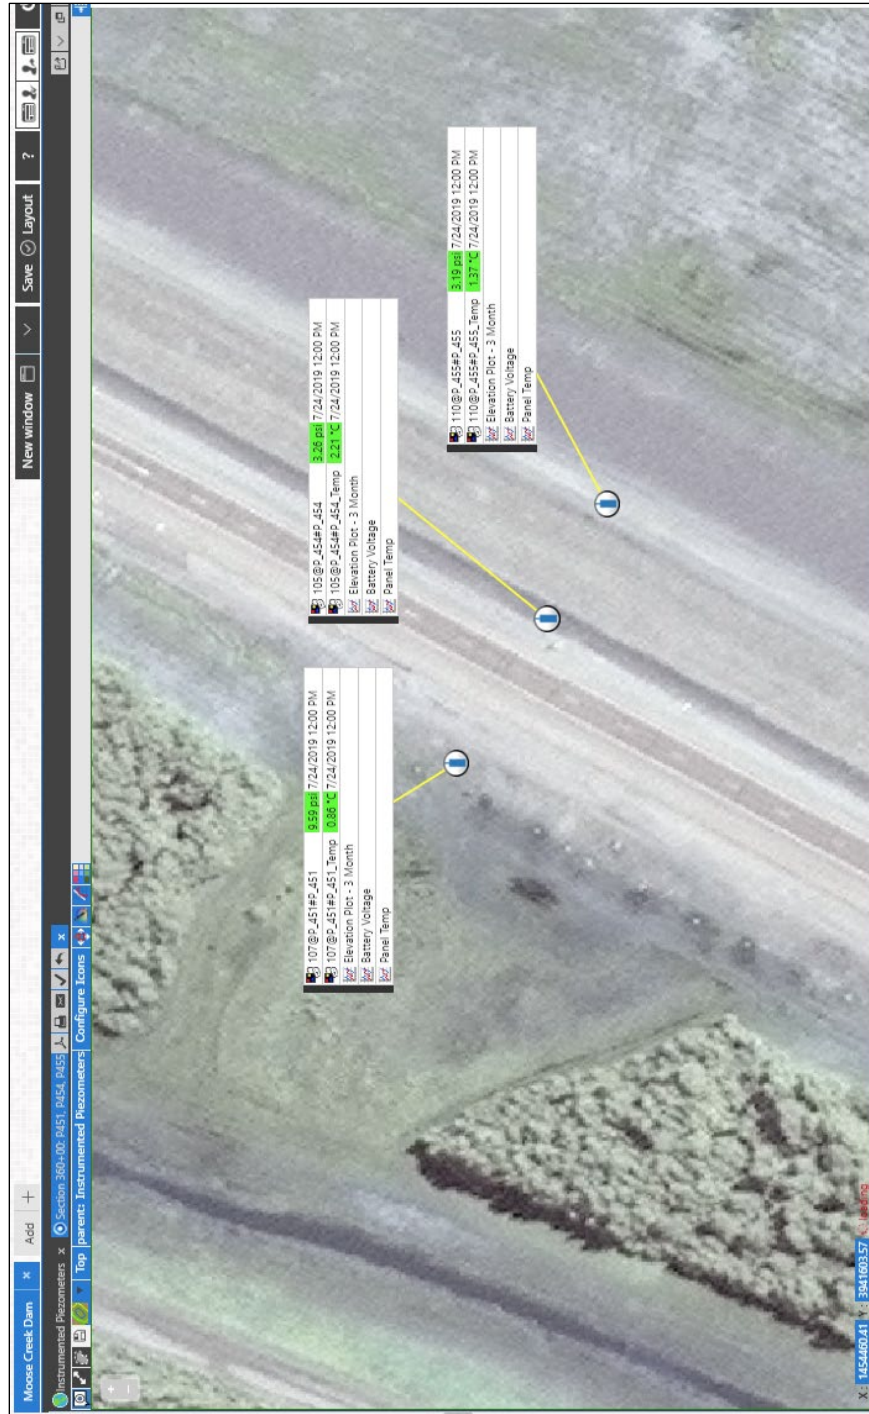 Moose Creek Dam x Add +
New window Save Layout ?
Instrumented Piezometers x Section 360+00: P451, P454, P455 x
Top parent: Instrumented Piezometers Configure Icons
107@P_451#P_451 9.59 psi 7/24/2019 12:00 PM
107@P_451#P_451_Temp 0.86 °C 7/24/2019 12:00 PM
Elevation Plot - 3 Month
Battery Voltage
Panel Temp
105@P_454#P_454 3.26 psi 7/24/2019 12:00 PM
105@P_454#P_454_Temp 2.21 °C 7/24/2019 12:00 PM
Elevation Plot - 3 Month
Battery Voltage
Panel Temp
110@P_455#P_455 3.19 psi 7/24/2019 12:00 PM
110@P_455#P_455_Temp 1.37 °C 7/24/2019 12:00 PM
Elevation Plot - 3 Month
Battery Voltage
Panel Temp
X: 1454460.41 Y: 3941603.57